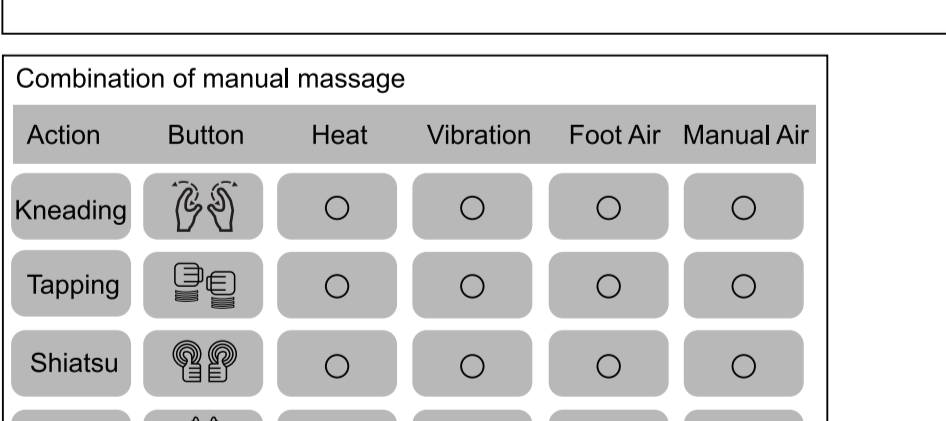 Combination of manual massage
Action Button Heat Vibration Foot Air Manual Air
Kneading ○ ○ ○ ○
Tapping ○ ○ ○ ○
Shiatsu ○ ○ ○ ○